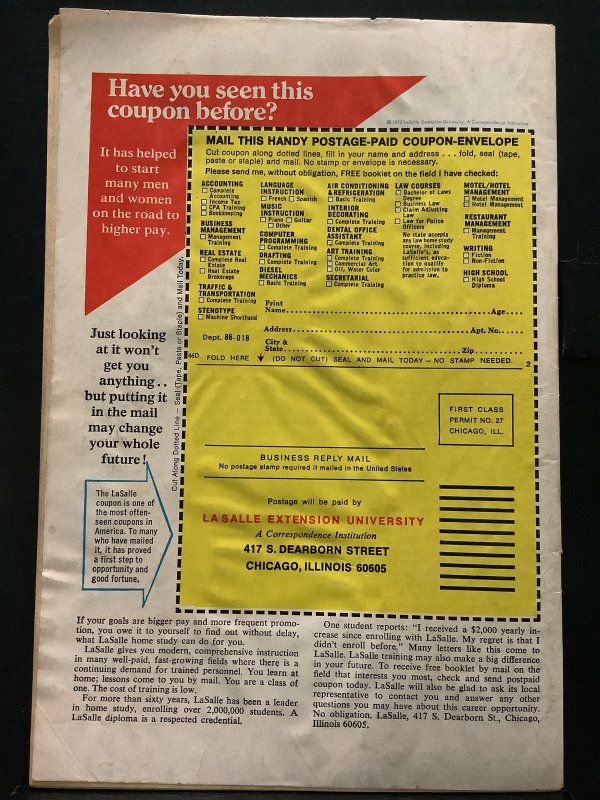 Have you seen this
coupon before?
© 1972 LaSalle Extension University, A Correspondence Institution
It has helped
to start
many men
and women
on the road to
higher pay.
Just looking
at it won't
get you
anything . .
but putting it
in the mail
may change
your whole
future!
The LaSalle
coupon is one of
the most often-
seen coupons in
America. To many
who have mailed
it, it has proved
a first step to
opportunity and
good fortune.
Cut Along Dotted Line — Seal (Tape, Paste or Staple) and Mail Today.
MAIL THIS HANDY POSTAGE-PAID COUPON-ENVELOPE
Cut coupon along dotted lines, fill in your name and address . . . fold, seal (tape,
paste or staple) and mail. No stamp or envelope is necessary.
Please send me, without obligation, FREE booklet on the field I have checked:
ACCOUNTING
Complete
Accounting
Income Tax
CPA Training
Bookkeeping
BUSINESS
MANAGEMENT
Management
Training
REAL ESTATE
Complete Real
Estate
Real Estate
Brokerage
TRAFFIC &
TRANSPORTATION
Complete Training
STENOTYPE
Machine Shorthand
LANGUAGE
INSTRUCTION
French Spanish
MUSIC
INSTRUCTION
Piano Guitar
Other
COMPUTER
PROGRAMMING
Complete Training
DRAFTING
Complete Training
DIESEL
MECHANICS
Basic Training
AIR CONDITIONING
& REFRIGERATION
Basic Training
INTERIOR
DECORATING
Complete Training
DENTAL OFFICE
ASSISTANT
Complete Training
ART TRAINING
Complete Training
Commercial Art
Oil, Water Color
SECRETARIAL
Complete Training
LAW COURSES
Bachelor of Laws
Degree
Business Law
Claim Adjusting
Law
Law for Police
Officers
No state accepts
any law home study
course, including
LaSalle's, as
sufficient educa-
tion to qualify
for admission to
practice law.
MOTEL/HOTEL
MANAGEMENT
Motel Management
Hotel Management
RESTAURANT
MANAGEMENT
Management
Training
WRITING
Fiction
Non-Fiction
HIGH SCHOOL
High School
Diploma
Print
Name Age
Address Apt. No.
Dept. 86-018
City &
State Zip
46D FOLD HERE (DO NOT CUT) SEAL AND MAIL TODAY – NO STAMP NEEDED. 2
FIRST CLASS
PERMIT NO. 27
CHICAGO, ILL.
BUSINESS REPLY MAIL
No postage stamp required if mailed in the United States
Postage will be paid by
LA SALLE EXTENSION UNIVERSITY
A Correspondence Institution
417 S. DEARBORN STREET
CHICAGO, ILLINOIS 60605
If your goals are bigger pay and more frequent promo-
tion, you owe it to yourself to find out without delay,
what LaSalle home study can do for you.
LaSalle gives you modern, comprehensive instruction
in many well-paid, fast-growing fields where there is a
continuing demand for trained personnel. You learn at
home; lessons come to you by mail. You are a class of
one. The cost of training is low.
For more than sixty years, LaSalle has been a leader
in home study, enrolling over 2,000,000 students. A
LaSalle diploma is a respected credential.
One student reports: "I received a $2,000 yearly in-
crease since enrolling with LaSalle. My regret is that I
didn't enroll before." Many letters like this come to
LaSalle. LaSalle training may also make a big difference
in your future. To receive free booklet by mail on the
field that interests you most, check and send postpaid
coupon today. LaSalle will also be glad to ask its local
representative to contact you and answer any other
questions you may have about this career opportunity.
No obligation. LaSalle, 417 S. Dearborn St., Chicago,
Illinois 60605.